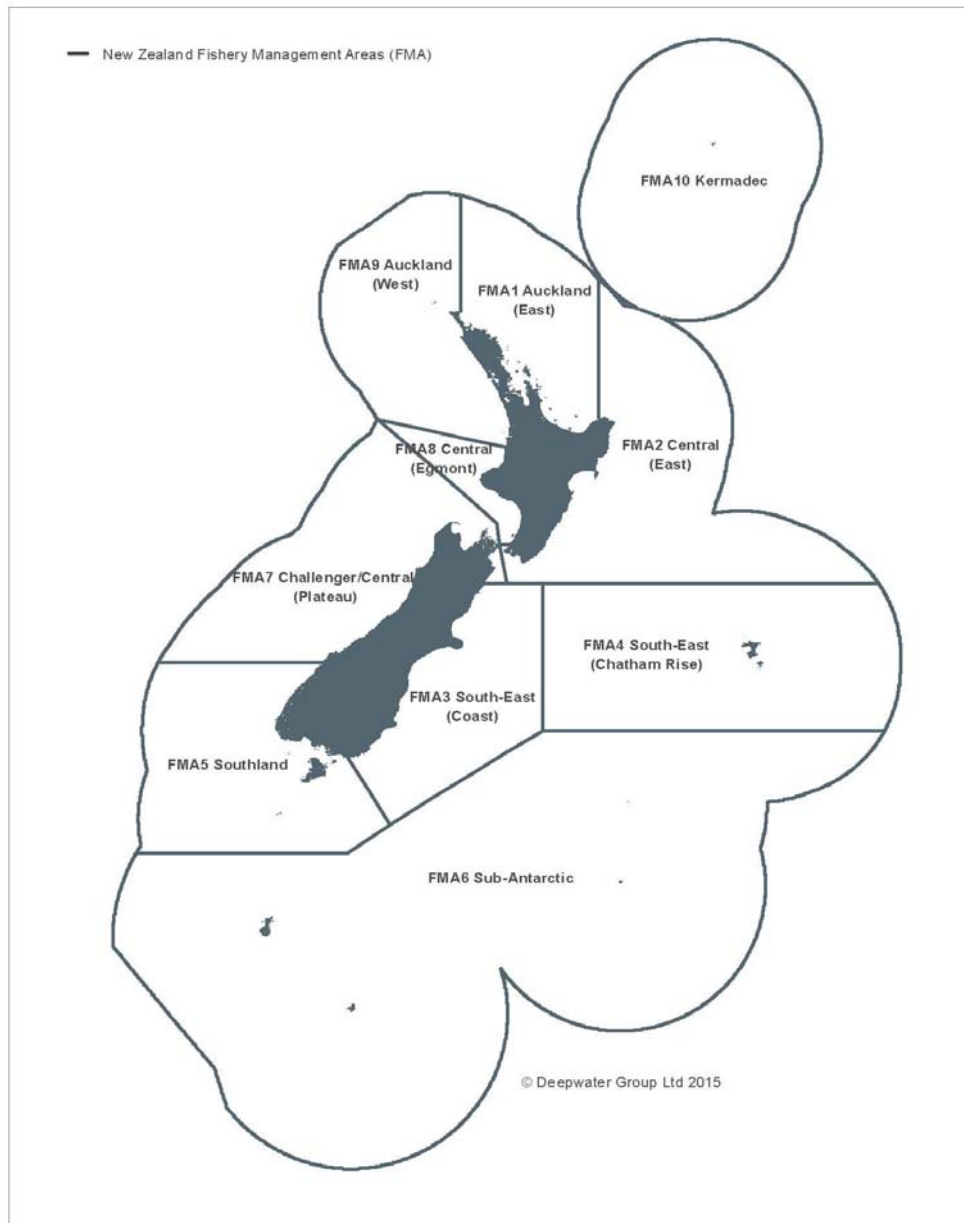 New Zealand Fishery Management Areas (FMA)
FMA10 Kermadec
FMA9 Auckland
(West)
FMA1 Auckland
(East)
FMA8 Central
(Egmont)
FMA2 Central
(East)
FMA7 Challenger/Central
(Plateau)
FMA4 South-East
(Chatham Rise)
FMA3 South-East
(Coast)
FMA5 Southland
FMA6 Sub-Antarctic
© Deepwater Group Ltd 2015